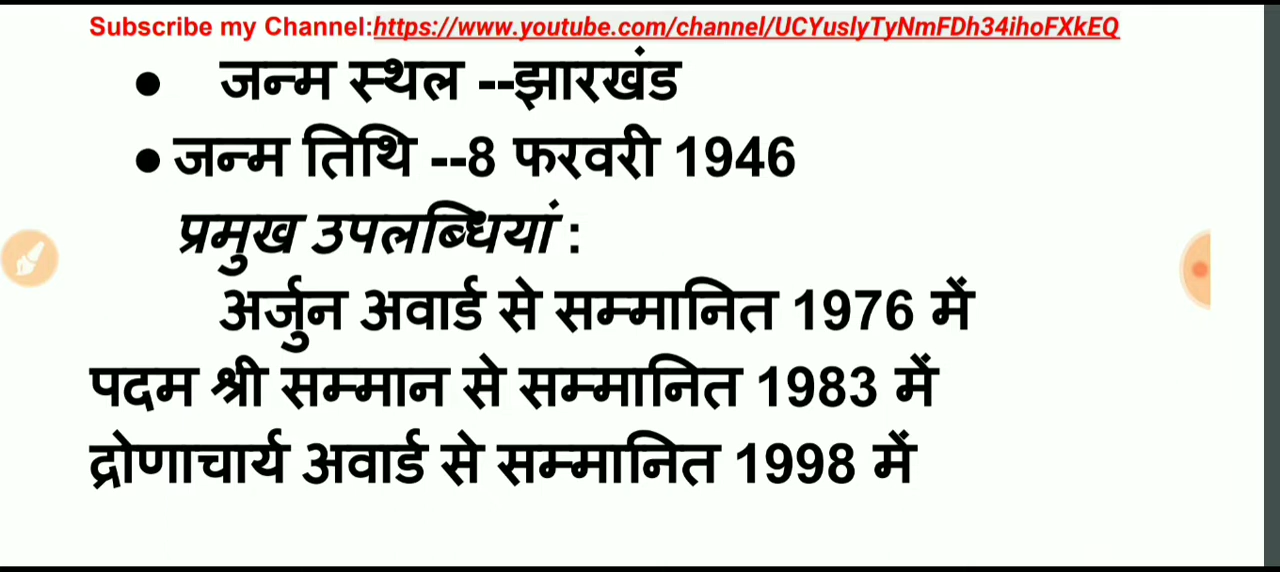 Subscribe my Channel:https://www.youtube.com/channel/UCYuslyTyNmFDh34ihoFXkEQ
● जन्म स्थल --झारखंड
● जन्म तिथि --8 फरवरी 1946
प्रमुख उपलब्धियां :
अर्जुन अवार्ड से सम्मानित 1976 में
पदम श्री सम्मान से सम्मानित 1983 में
द्रोणाचार्य अवार्ड से सम्मानित 1998 में